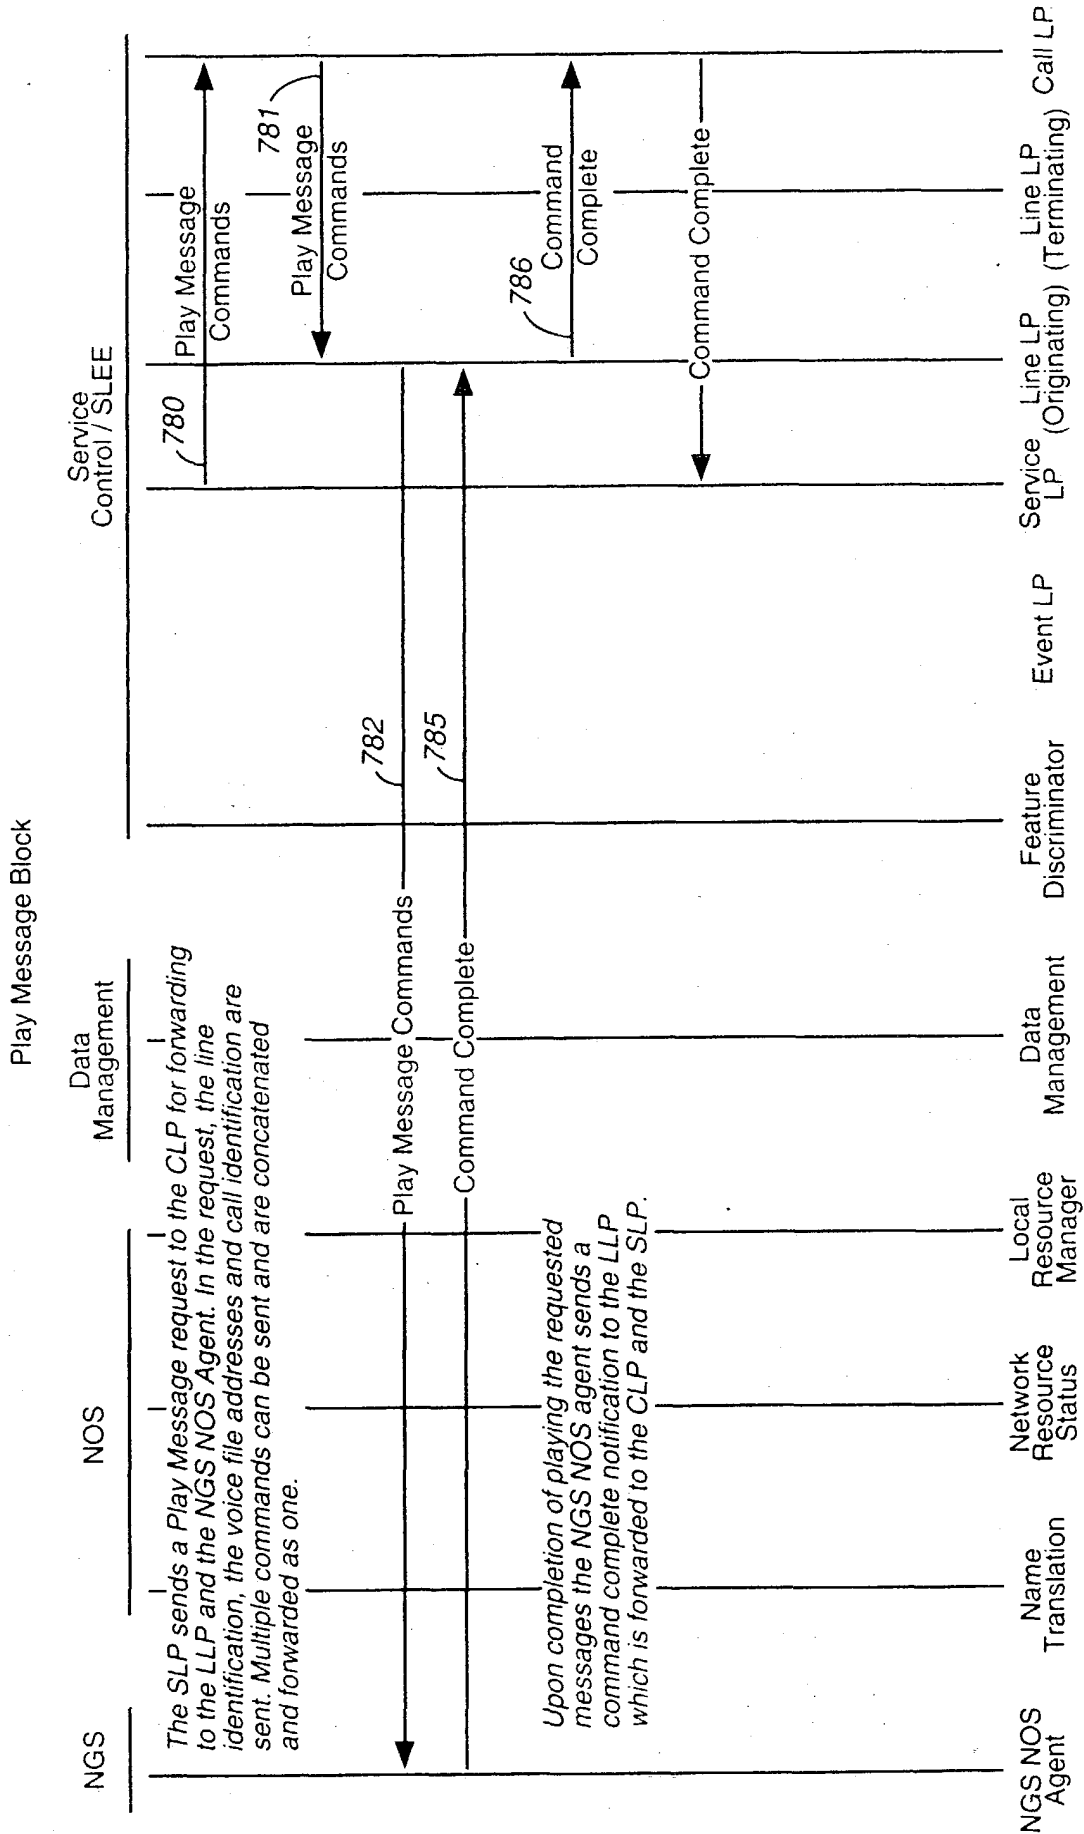 Play Message Block
NGS
NOS
Data
Management
Service
Control / SLEE
The SLP sends a Play Message request to the CLP for forwarding
to the LLP and the NGS NOS Agent. In the request, the line
identification, the voice file addresses and call identification are
sent. Multiple commands can be sent and are concatenated
and forwarded as one.
780
Play Message
Commands
781
Play Message
Commands
782
Play Message Commands
785
Command Complete
Upon completion of playing the requested
messages the NGS NOS agent sends a
command complete notification to the LLP
which is forwarded to the CLP and the SLP.
786
Command
Complete
Command Complete
NGS NOS
Agent
Name
Translation
Network
Resource
Status
Local
Resource
Manager
Data
Management
Feature
Discriminator
Event LP
Service
LP
Line LP
(Originating)
Line LP
(Terminating)
Call LP